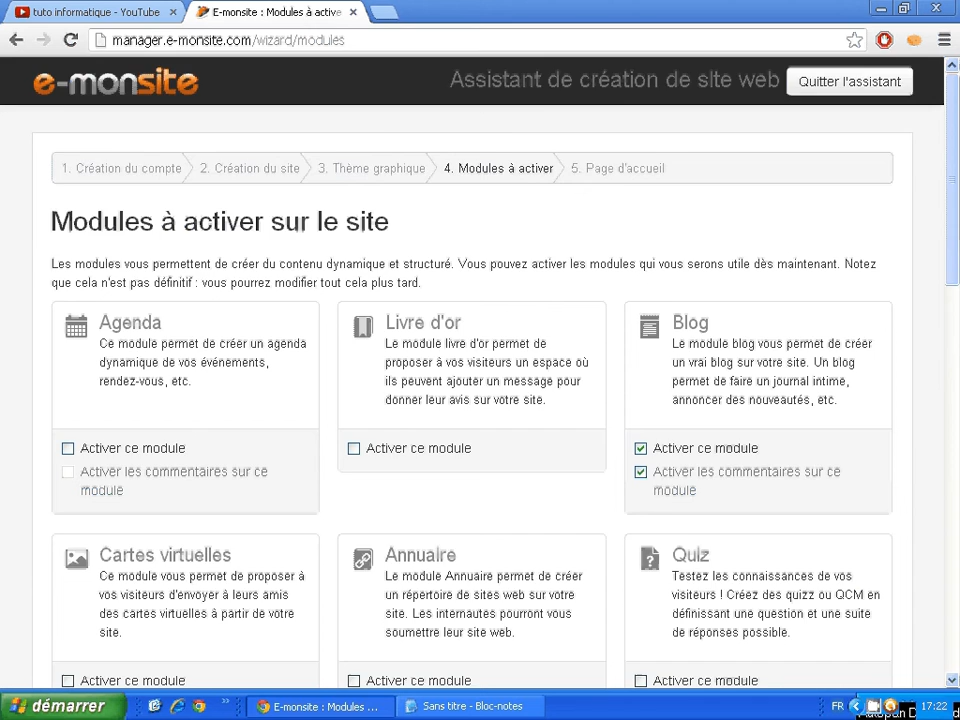 tuto informatique - YouTube
E-monsite : Modules à active
manager.e-monsite.com/wizard/modules
e-monsite
Assistant de création de site web
Quitter l'assistant
1. Création du compte
2. Création du site
3. Thème graphique
4. Modules à activer
5. Page d'accueil
Modules à activer sur le site
Les modules vous permettent de créer du contenu dynamique et structuré. Vous pouvez activer les modules qui vous serons utile dès maintenant. Notez
que cela n'est pas définitif : vous pourrez modifier tout cela plus tard.
Agenda
Ce module permet de créer un agenda
dynamique de vos événements,
rendez-vous, etc.
Activer ce module
Activer les commentaires sur ce
module
Livre d'or
Le module livre d'or permet de
proposer à vos visiteurs un espace où
ils peuvent ajouter un message pour
donner leur avis sur votre site.
Activer ce module
Blog
Le module blog vous permet de créer
un vrai blog sur votre site. Un blog
permet de faire un journal intime,
annoncer des nouveautés, etc.
Activer ce module
Activer les commentaires sur ce
module
Cartes virtuelles
Ce module vous permet de proposer à
vos visiteurs d'envoyer à leurs amis
des cartes virtuelles à partir de votre
site.
Activer ce module
Annuaire
Le module Annuaire permet de créer
un répertoire de sites web sur votre
site. Les internautes pourront vous
soumettre leur site web.
Activer ce module
Quiz
Testez les connaissances de vos
visiteurs ! Créez des quizz ou QCM en
définissant une question et une suite
de réponses possible.
Activer ce module
démarrer
E-monsite : Modules ...
Sans titre - Bloc-notes
FR
17:22